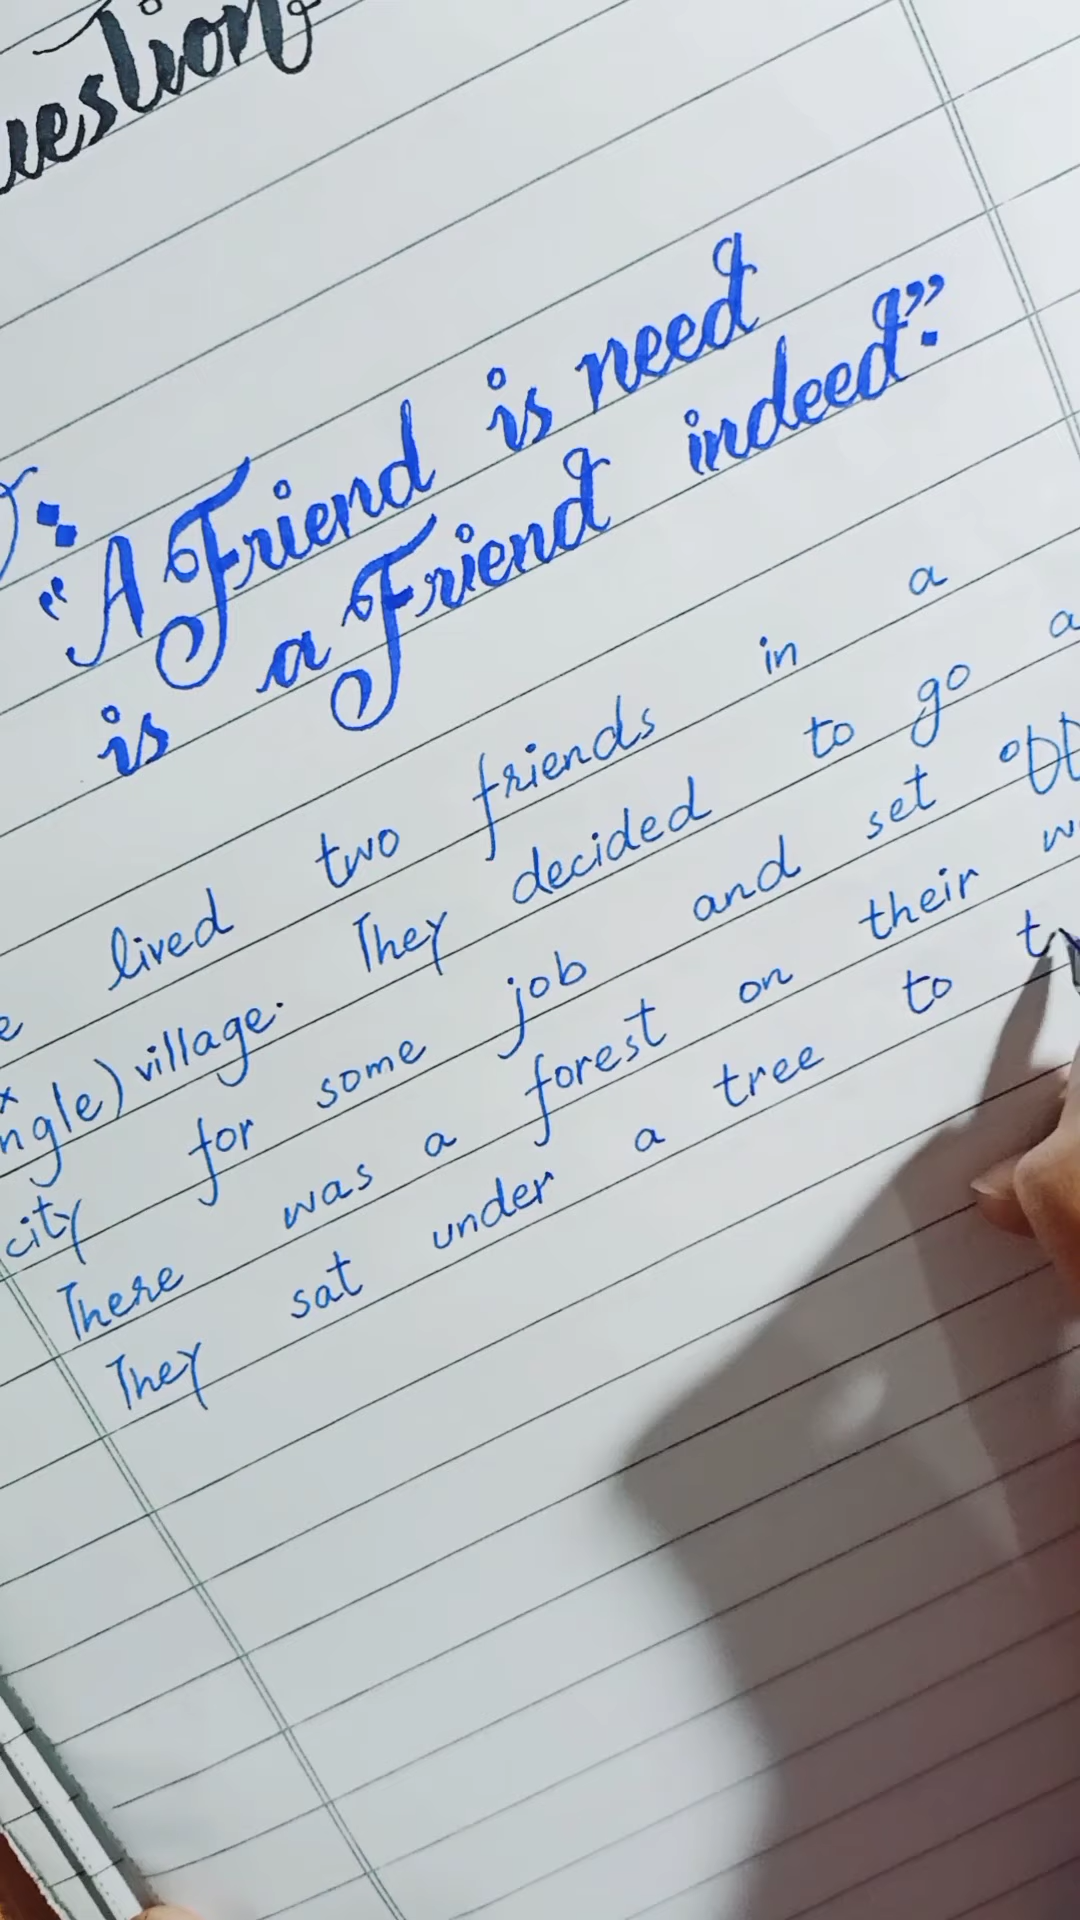 uestion
"A Friend is need
is a Friend indeed".
lived two friends in a
ngle) village. They decided to go a
city for some job and set off
There was a forest on their w
They sat under a tree to t